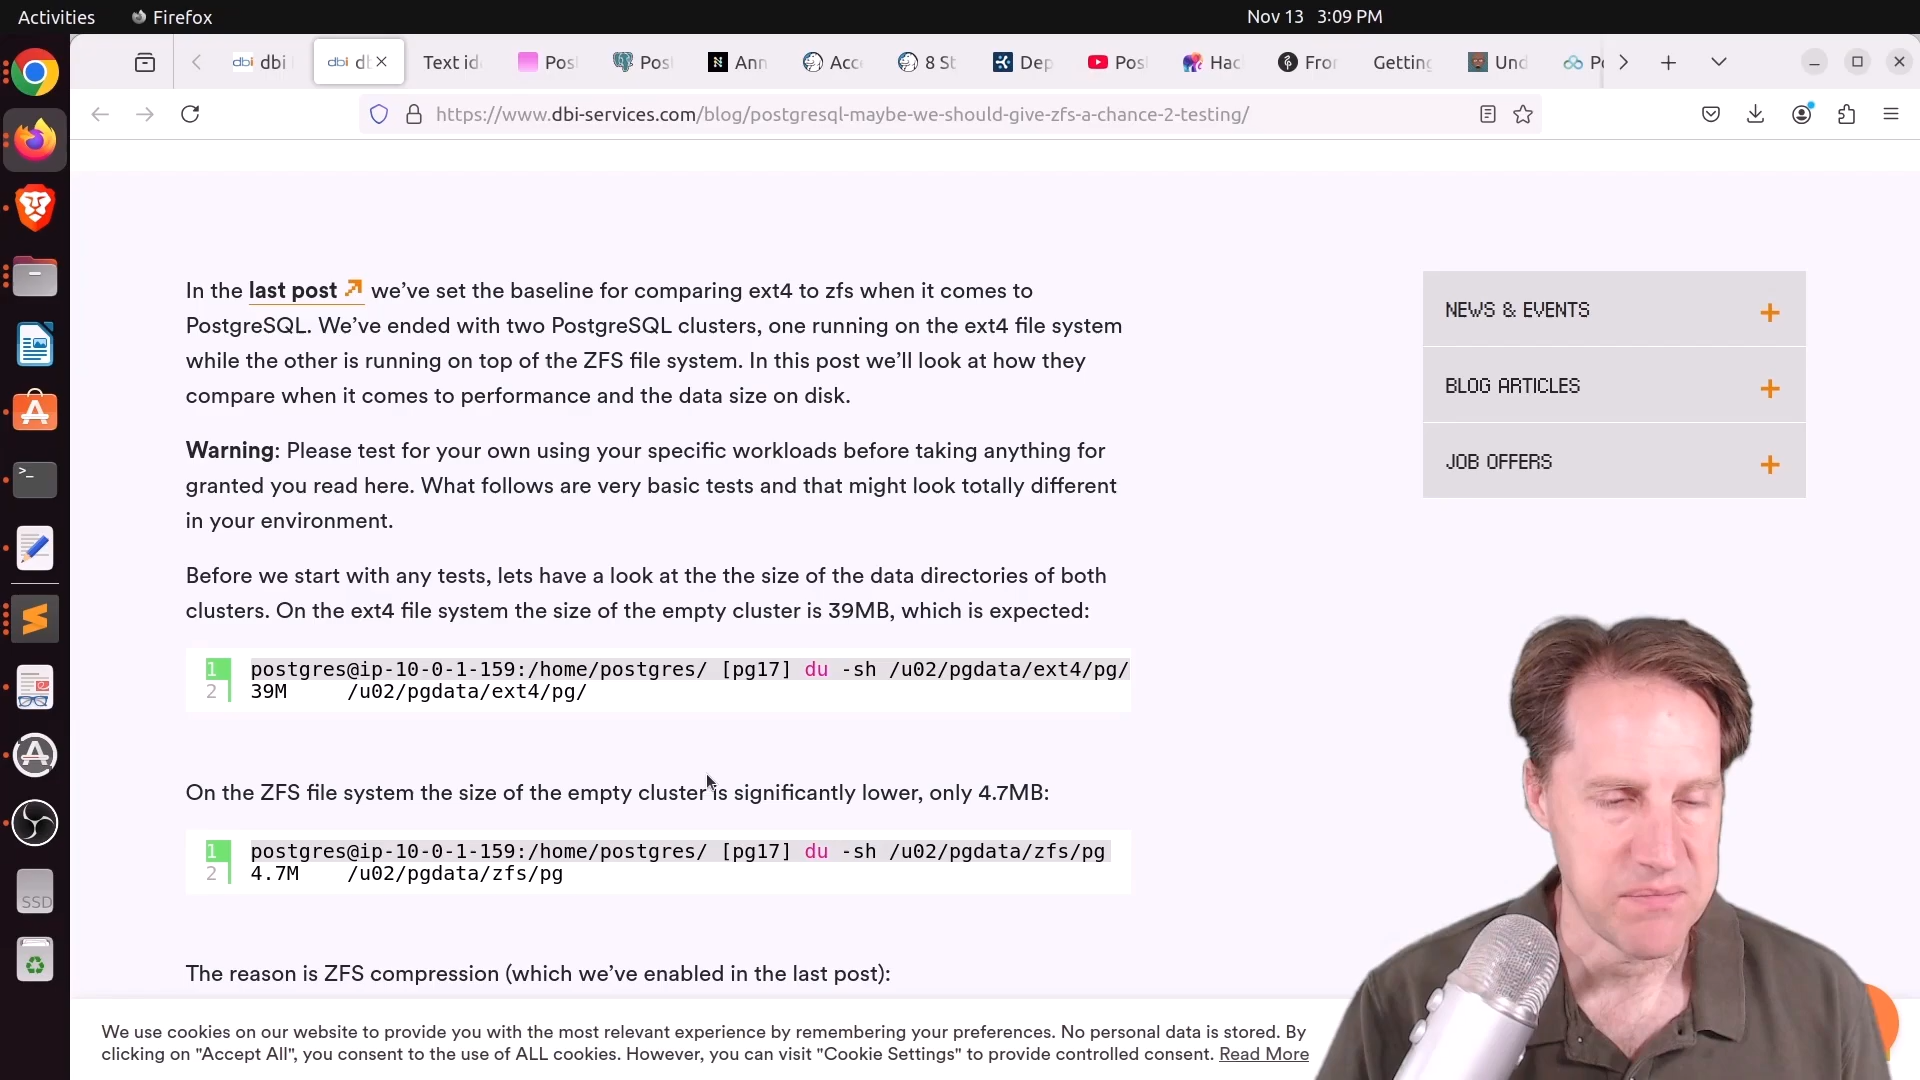 Activities Firefox Nov 13 3:09 PM
dbi dbi Text id Pos Pos Ann Acc 8 St Dep Pos Hac Fror Getting Und
https://www.dbi-services.com/blog/postgresql-maybe-we-should-give-zfs-a-chance-2-testing/
In the last post we’ve set the baseline for comparing ext4 to zfs when it comes to
PostgreSQL. We’ve ended with two PostgreSQL clusters, one running on the ext4 file system
while the other is running on top of the ZFS file system. In this post we’ll look at how they
compare when it comes to performance and the data size on disk.
Warning: Please test for your own using your specific workloads before taking anything for
granted you read here. What follows are very basic tests and that might look totally different
in your environment.
Before we start with any tests, lets have a look at the the size of the data directories of both
clusters. On the ext4 file system the size of the empty cluster is 39MB, which is expected:
1 postgres@ip-10-0-1-159:/home/postgres/ [pg17] du -sh /u02/pgdata/ext4/pg/
2 39M /u02/pgdata/ext4/pg/
On the ZFS file system the size of the empty cluster is significantly lower, only 4.7MB:
1 postgres@ip-10-0-1-159:/home/postgres/ [pg17] du -sh /u02/pgdata/zfs/pg
2 4.7M /u02/pgdata/zfs/pg
The reason is ZFS compression (which we’ve enabled in the last post):
NEWS & EVENTS
BLOG ARTICLES
JOB OFFERS
SSD
We use cookies on our website to provide you with the most relevant experience by remembering your preferences. No personal data is stored. By
clicking on "Accept All", you consent to the use of ALL cookies. However, you can visit "Cookie Settings" to provide controlled consent. Read More